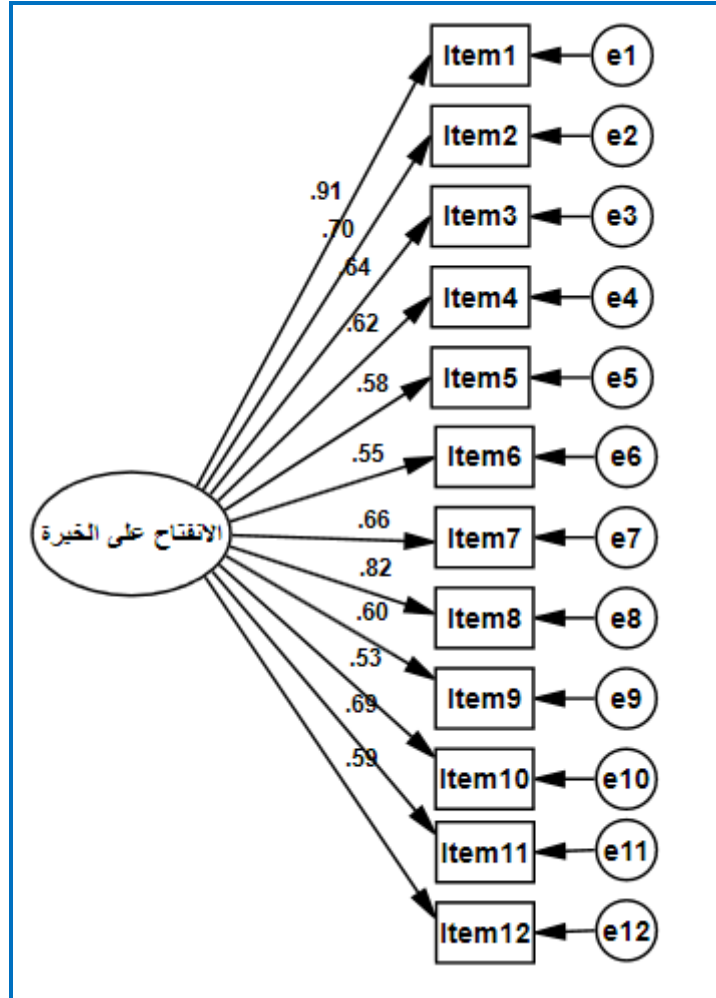 Item1 e1
Item2 e2
.91
.70
Item3 e3
.64
Item4 e4
.62
Item5 e5
.58
Item6 e6
.55
الانفتاح على الخيرة
.66
Item7 e7
.82
Item8 e8
.60
.53
Item9 e9
.69
.59
Item10 e10
Item11 e11
Item12 e12